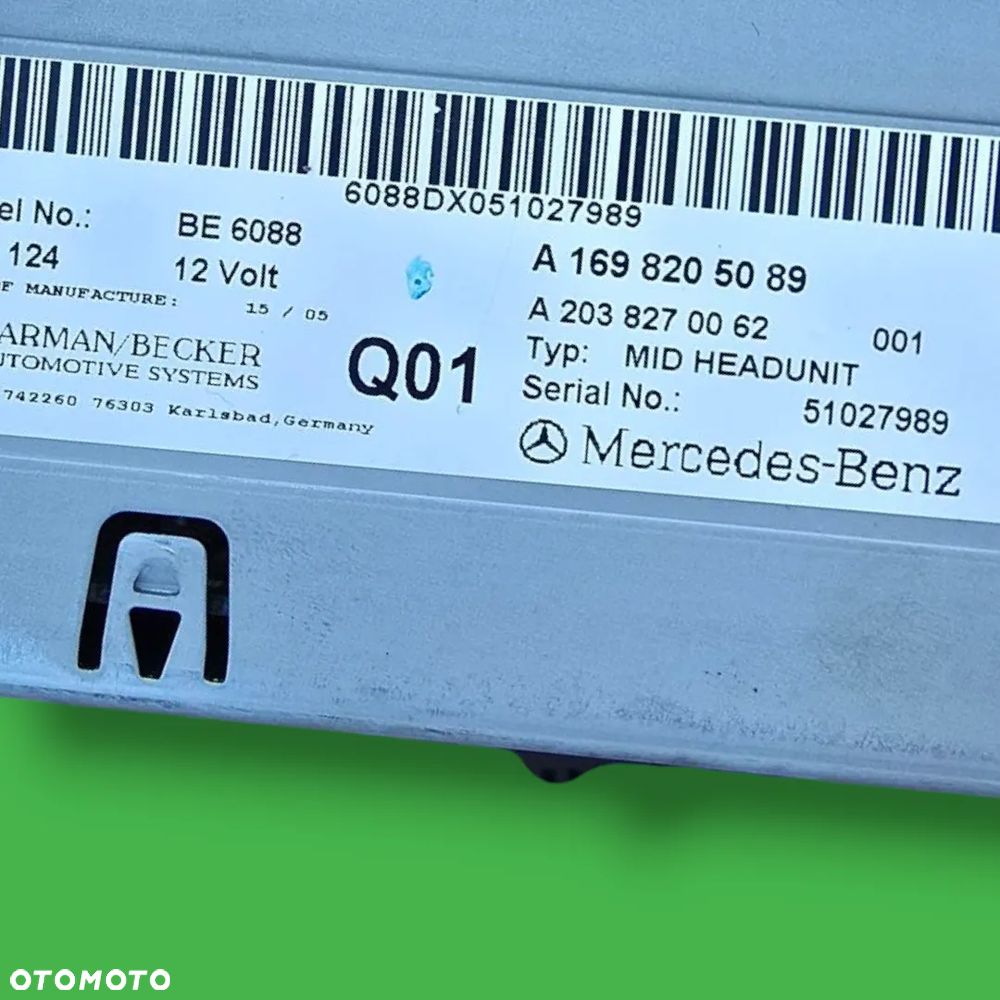 6088DX051027989
el No.: BE 6088
124 12 Volt
F MANUFACTURE: 15 / 05
ARMAN/BECKER
UTOMOTIVE SYSTEMS
742260 76303 Karlsbad, Germany
Q01
A 169 820 50 89
A 203 827 00 62 001
Typ: MID HEADUNIT
Serial No.: 51027989
Mercedes-Benz
OTOMOTO